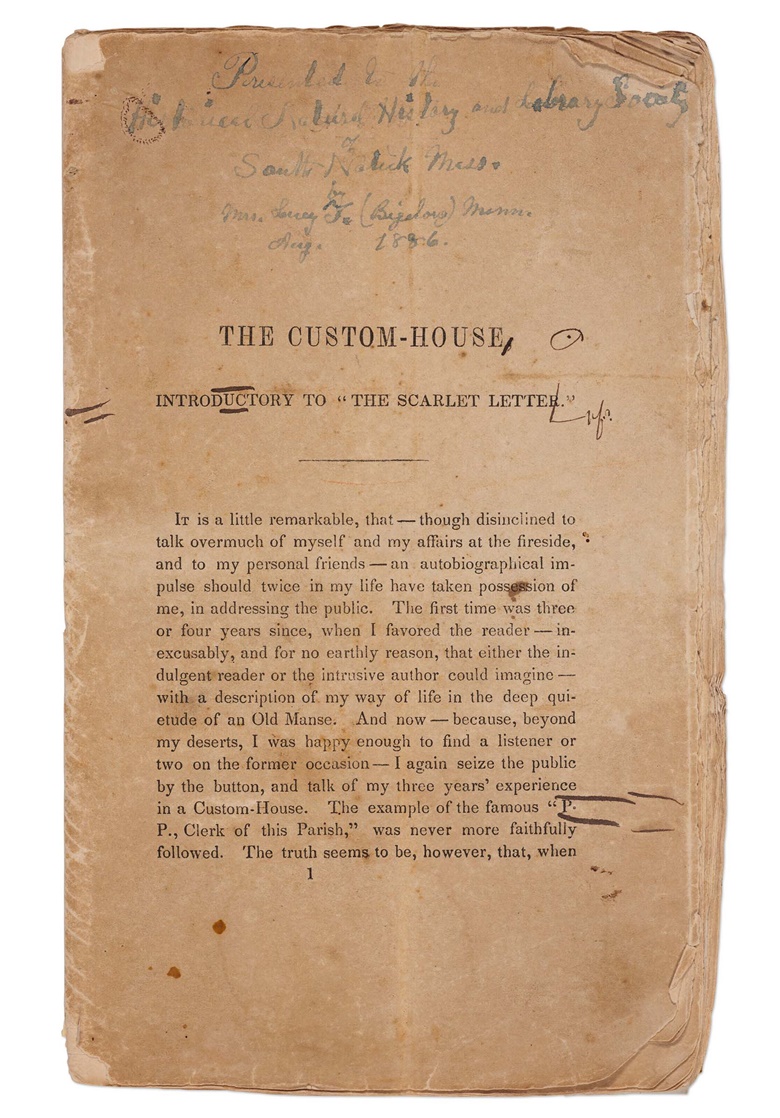 Presented to the
Historical Natural History and Library Society
of
South Natick Mass.
by
Mrs. Lucy F. (Bigelow) Mann.
Aug. 1886.
THE CUSTOM-HOUSE,
INTRODUCTORY TO “THE SCARLET LETTER.”
It is a little remarkable, that — though disinclined to
talk overmuch of myself and my affairs at the fireside,
and to my personal friends — an autobiographical im-
pulse should twice in my life have taken possession of
me, in addressing the public. The first time was three
or four years since, when I favored the reader — in-
excusably, and for no earthly reason, that either the in-
dulgent reader or the intrusive author could imagine —
with a description of my way of life in the deep qui-
etude of an Old Manse. And now — because, beyond
my deserts, I was happy enough to find a listener or
two on the former occasion — I again seize the public
by the button, and talk of my three years’ experience
in a Custom-House. The example of the famous “P.
P., Clerk of this Parish,” was never more faithfully
followed. The truth seems to be, however, that, when
1